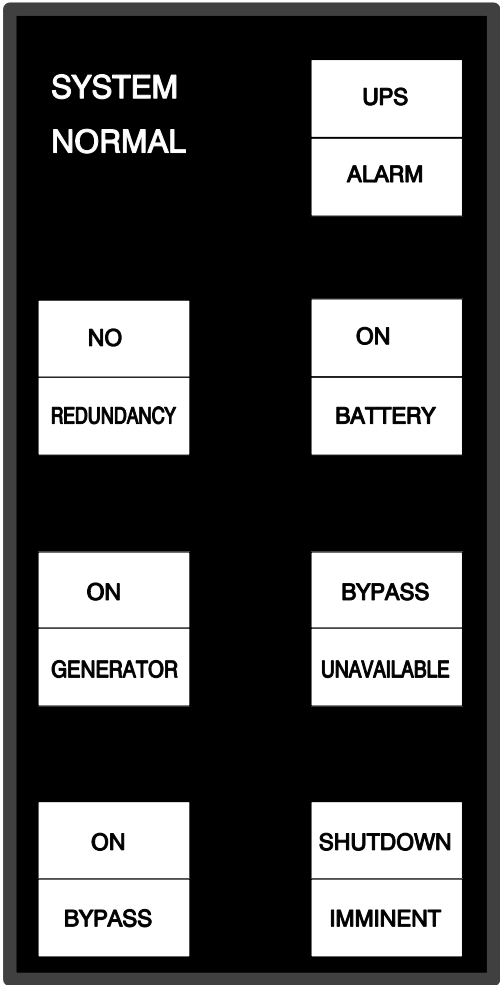 SYSTEM
NORMAL
UPS
ALARM
NO
REDUNDANCY
ON
BATTERY
ON
GENERATOR
BYPASS
UNAVAILABLE
ON
BYPASS
SHUTDOWN
IMMINENT